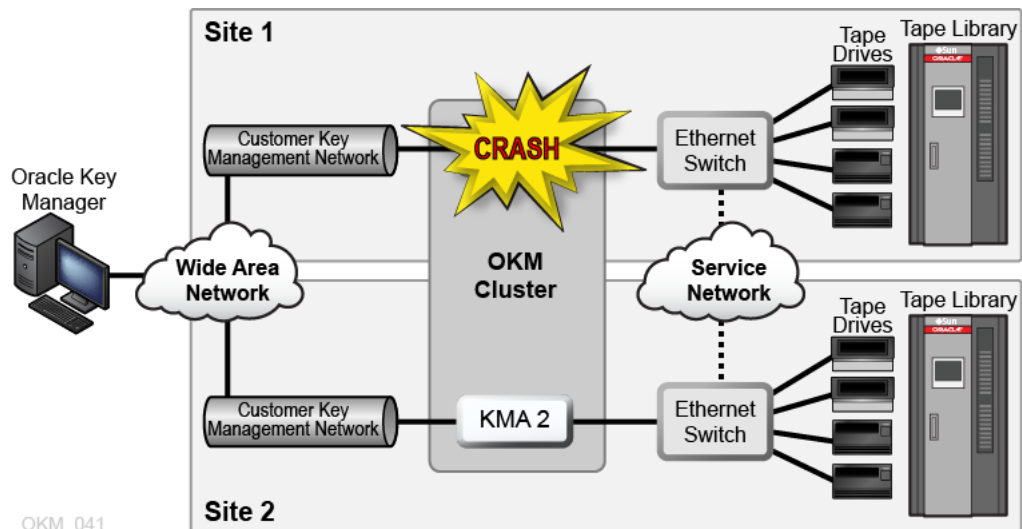 Site 1
Tape
Drives
Tape Library
Sun
ORACLE
Customer Key
Management Network
CRASH
Ethernet
Switch
Oracle Key
Manager
Wide Area
Network
OKM
Cluster
Service
Network
Tape
Drives
Tape Library
Sun
ORACLE
Customer Key
Management Network
KMA 2
Ethernet
Switch
Site 2
OKM_041